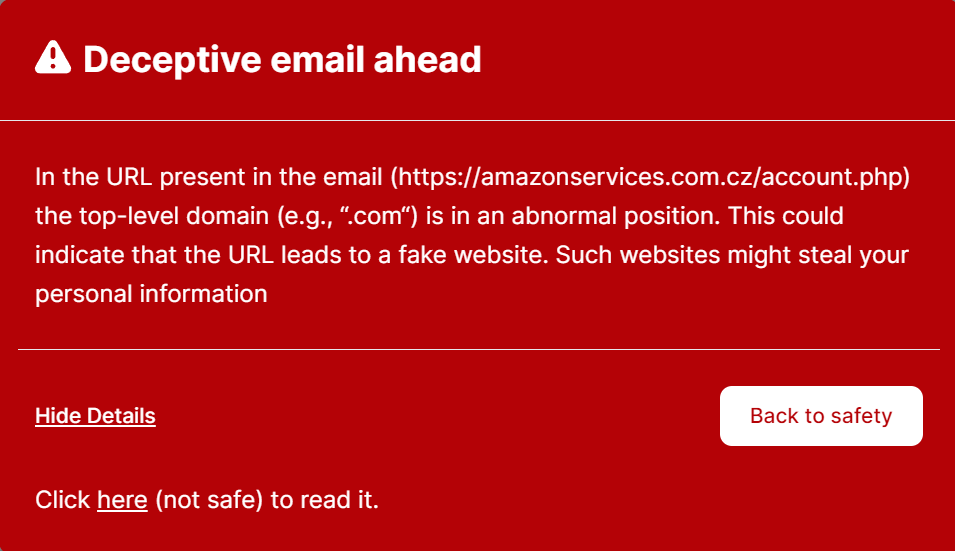 Deceptive email ahead
In the URL present in the email (https://amazonservices.com.cz/account.php)
the top-level domain (e.g., “.com“) is in an abnormal position. This could
indicate that the URL leads to a fake website. Such websites might steal your
personal information
Hide Details
Back to safety
Click here (not safe) to read it.